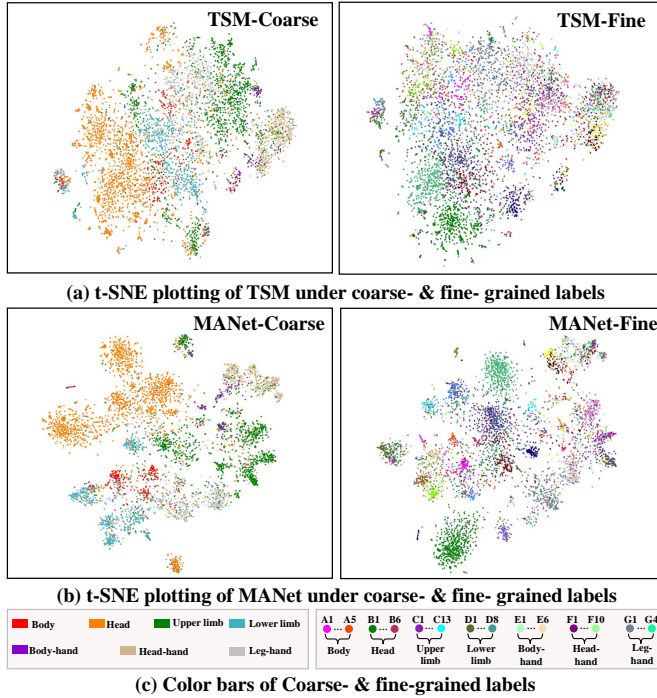 TSM-Coarse
TSM-Fine
(a) t-SNE plotting of TSM under coarse- & fine- grained labels
MANet-Coarse
MANet-Fine
(b) t-SNE plotting of MANet under coarse- & fine- grained labels
Body
Head
Upper limb
Lower limb
Body-hand
Head-hand
Leg-hand
A1 A5 B1 B6 C1 C13 D1 D8 E1 E6 F1 F10 G1 G4
... ... ... ... ... ... ...
Body
Head
Upper limb
Lower limb
Body-hand
Head-hand
Leg-hand
(c) Color bars of Coarse- & fine-grained labels